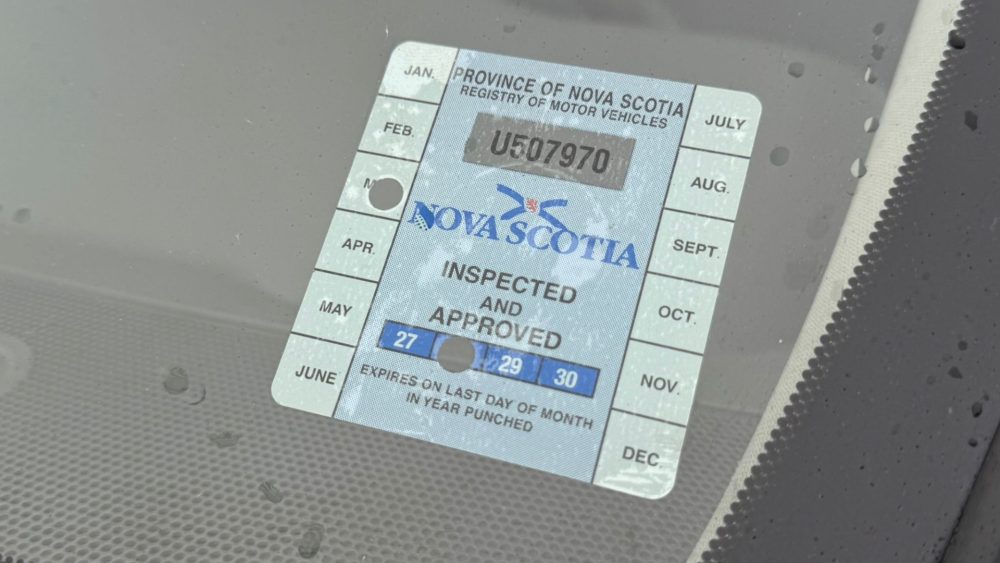 JAN.
FEB.
M
APR.
MAY
JUNE
PROVINCE OF NOVA SCOTIA
REGISTRY OF MOTOR VEHICLES
U507970
NOVA SCOTIA
INSPECTED
AND
APPROVED
27 29 30
EXPIRES ON LAST DAY OF MONTH
IN YEAR PUNCHED
JULY
AUG.
SEPT.
OCT.
NOV.
DEC.